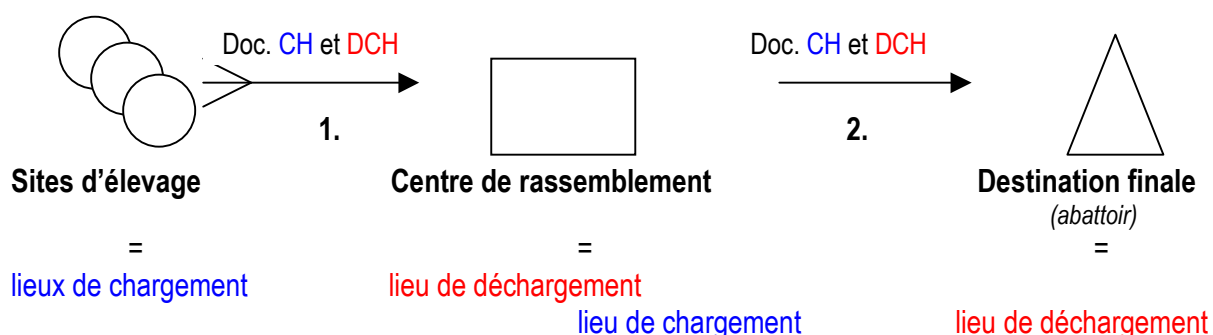 Doc. CH et DCH
Doc. CH et DCH
1.
2.
Sites d'élevage
Centre de rassemblement
Destination finale
(abattoir)
=
=
=
lieux de chargement
lieu de déchargement
lieu de chargement
lieu de déchargement